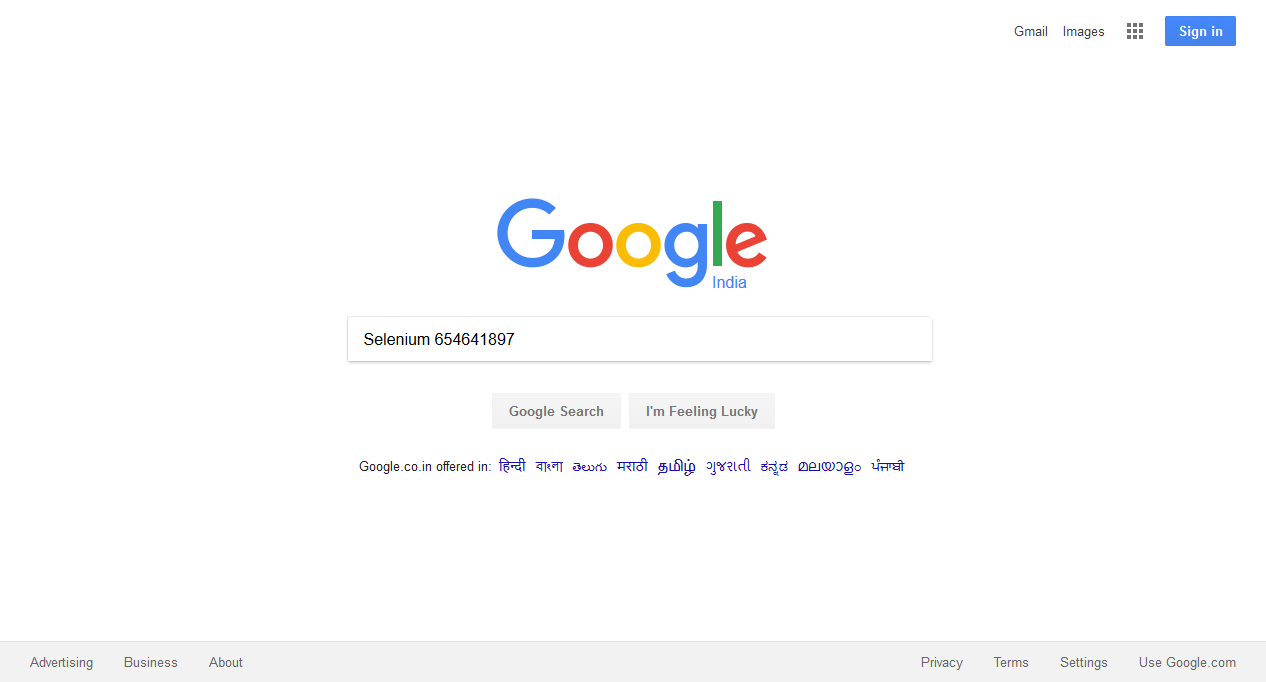 Gmail Images Sign in
Google
India
Selenium 654641897
Google Search I'm Feeling Lucky
Google.co.in offered in: हिन्दी বাংলা తెలుగు मराठी தமிழ் ગુજરાતી ಕನ್ನಡ മലയാളം ਪੰਜਾਬੀ
Advertising Business About Privacy Terms Settings Use Google.com